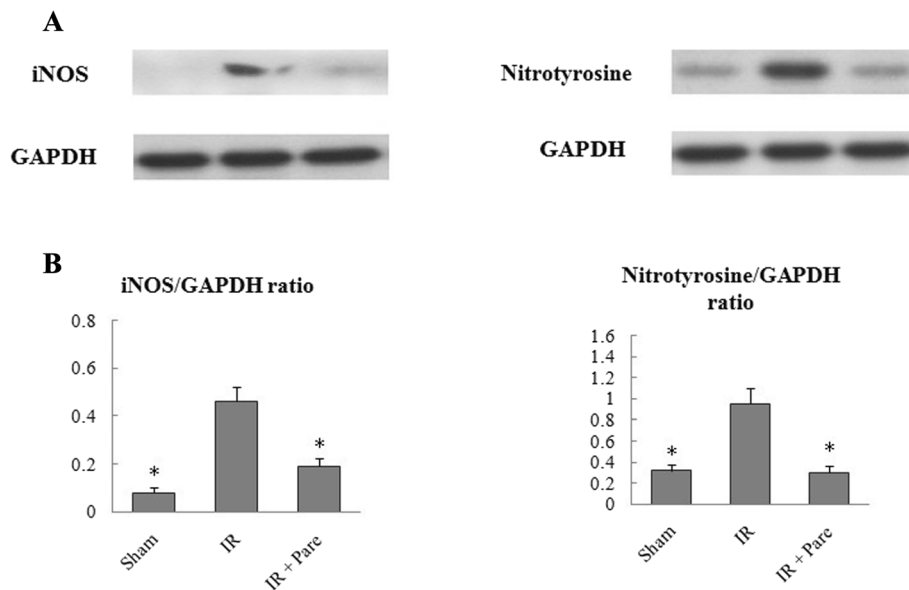 A
iNOS
GAPDH
Nitrotyrosine
GAPDH
B
iNOS/GAPDH ratio
0.8
0.6
0.4
0.2
0
*
*
Sham
IR
IR + Parc
Nitrotyrosine/GAPDH
ratio
1.6
1.4
1.2
1
0.8
0.6
0.4
0.2
0
*
*
Sham
IR
IR + Parc